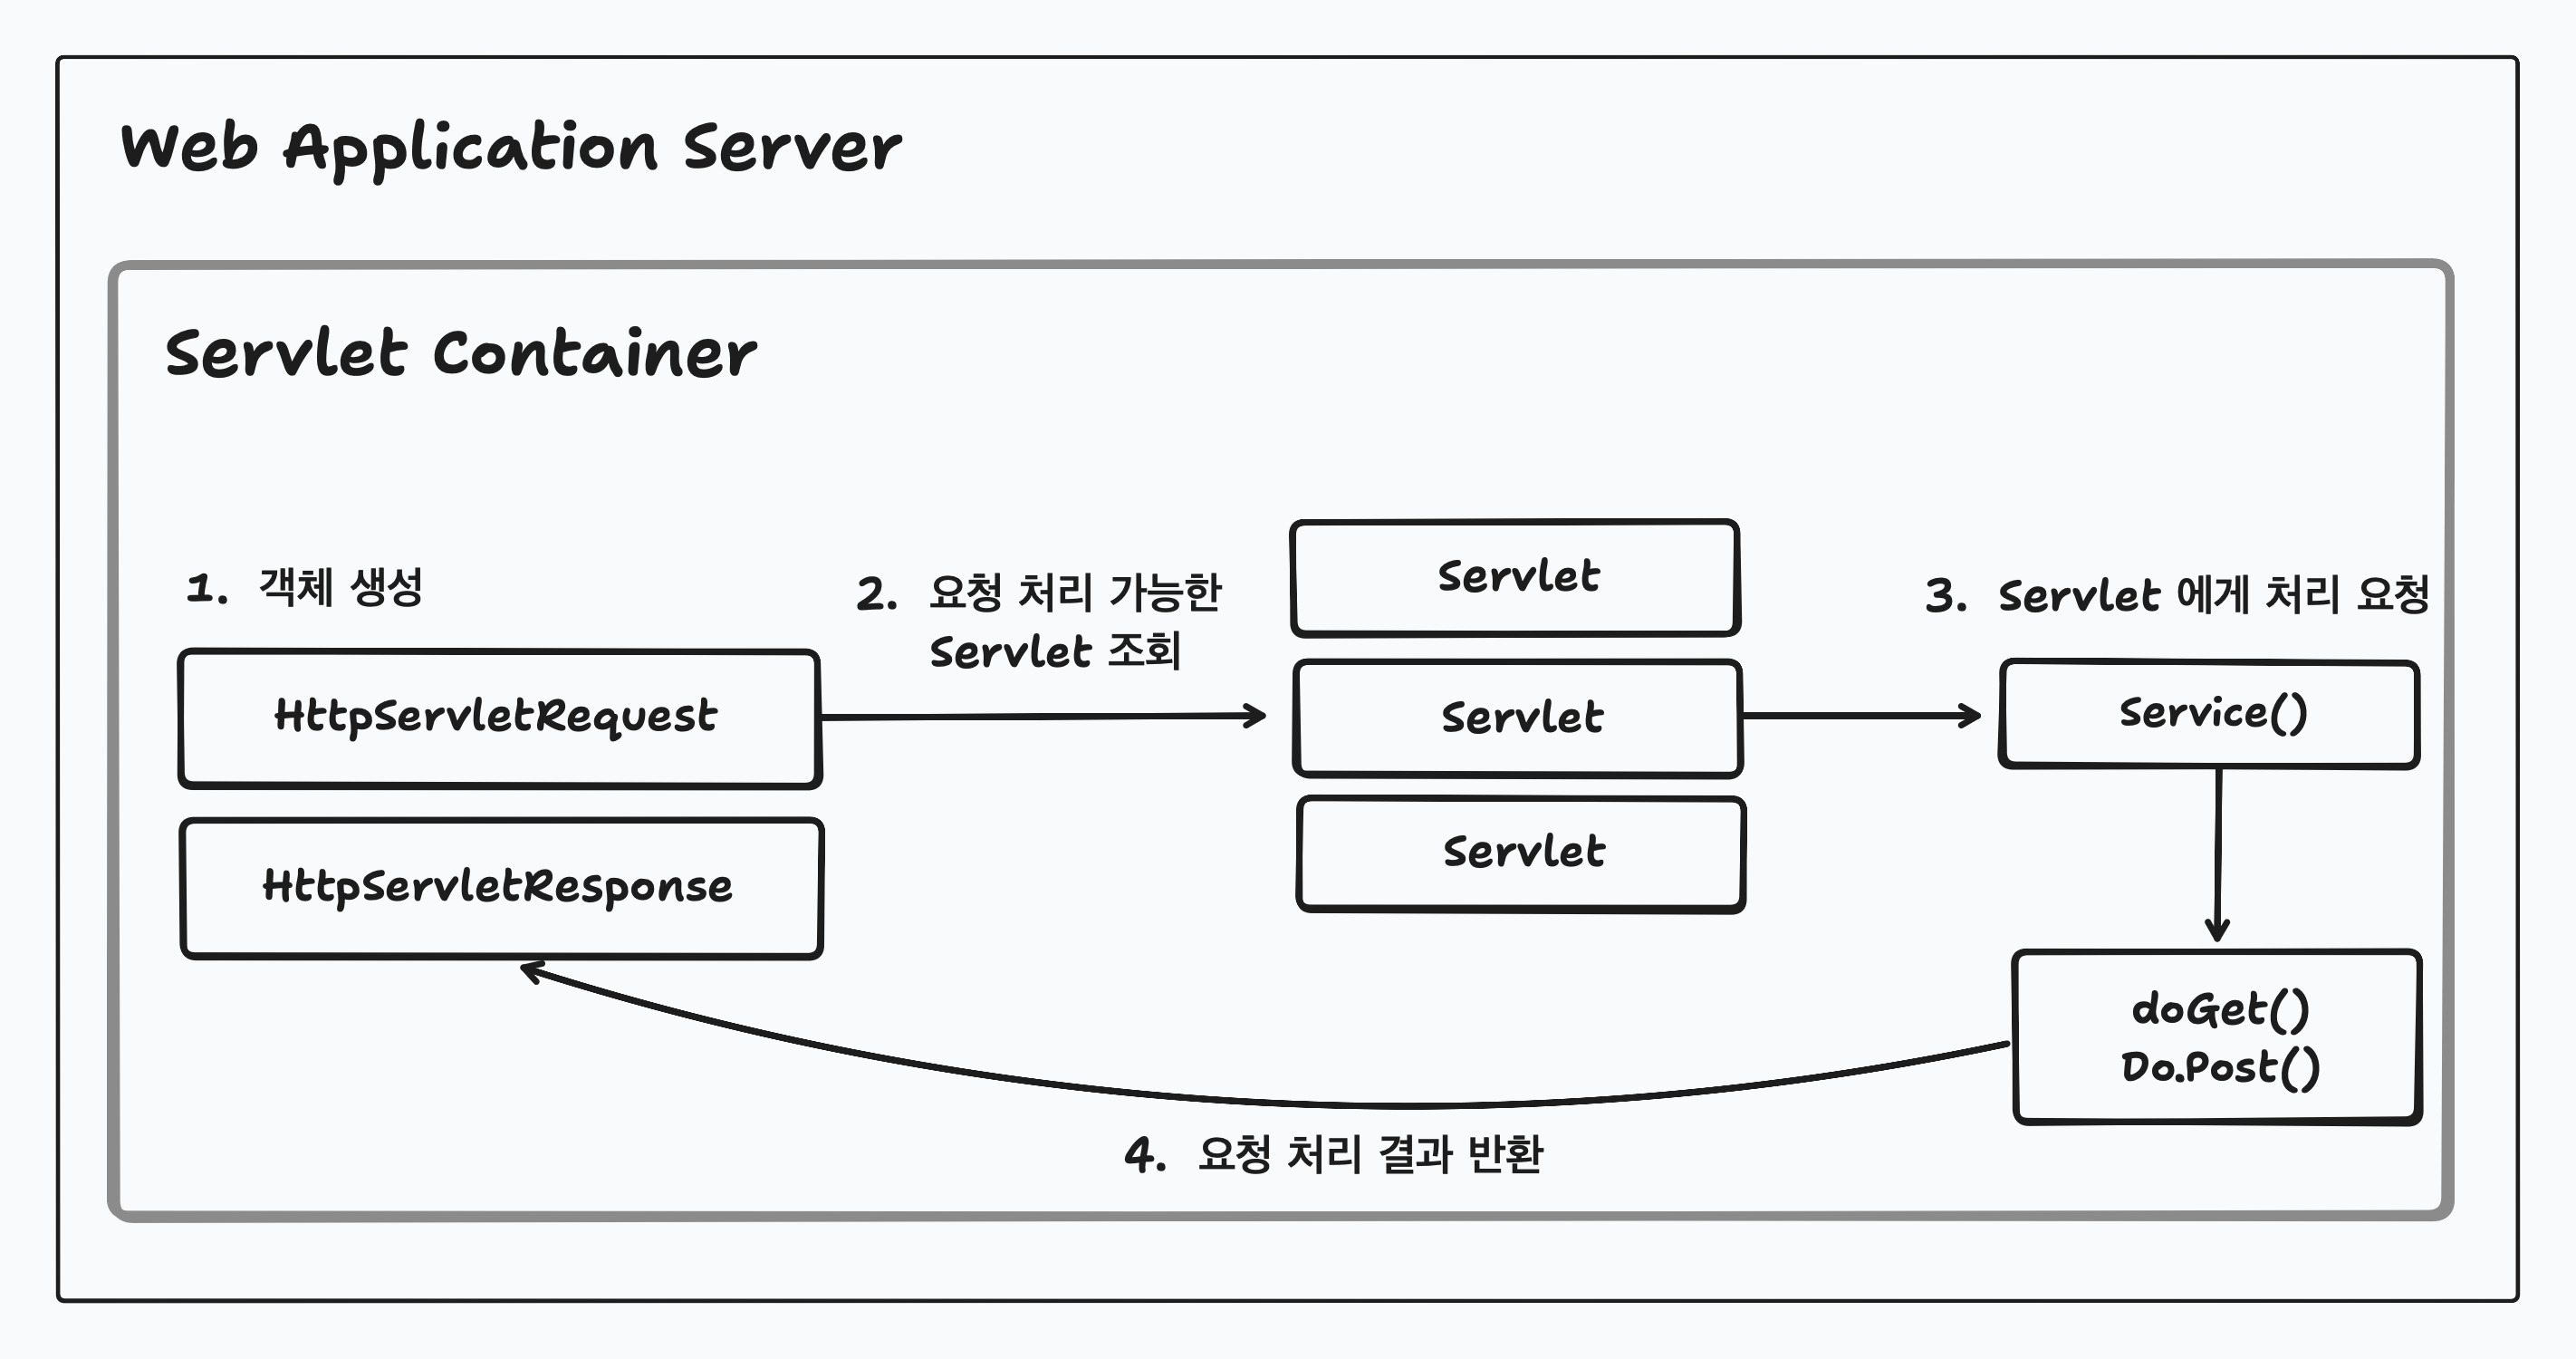 Web Application Server
Servlet Container
1. 객체 생성
HttpServletRequest
HttpServletResponse
2. 요청 처리 가능한
Servlet 조회
Servlet
Servlet
Servlet
3. Servlet 에게 처리 요청
Service()
doGet()
Do.Post()
4. 요청 처리 결과 반환